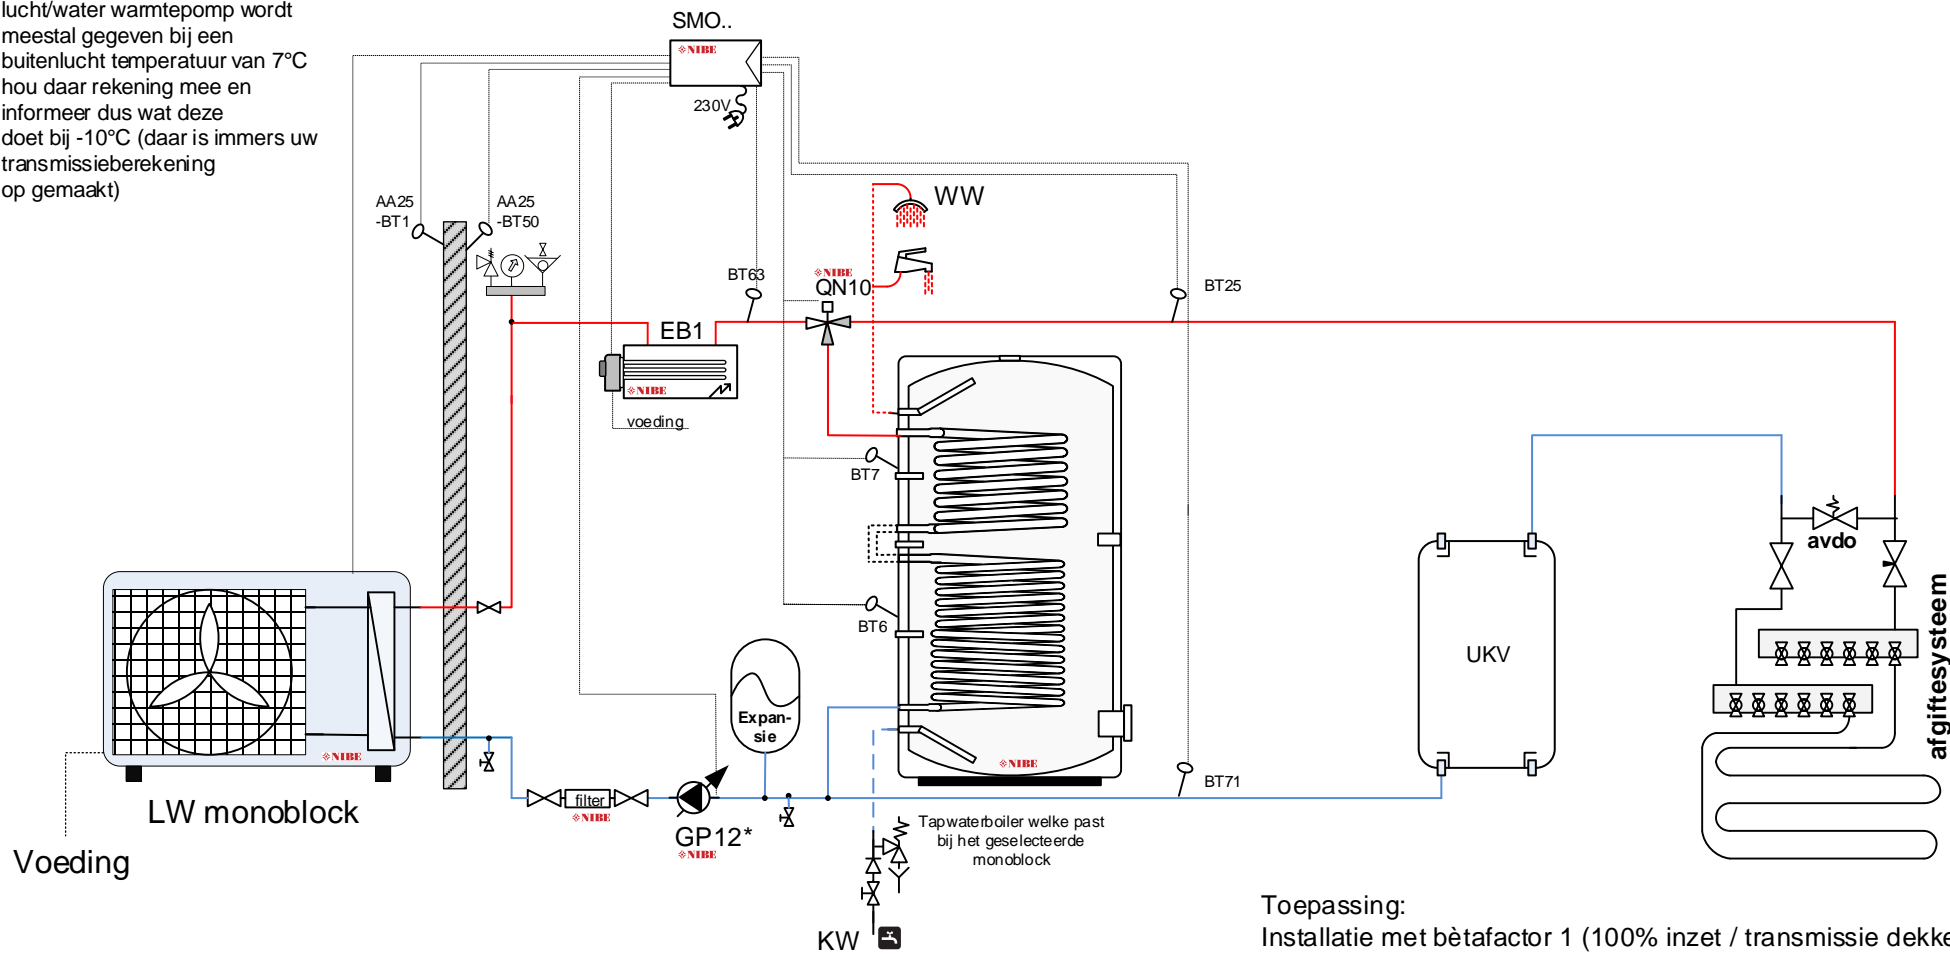 lucht/water warmtepomp wordt
meestal gegeven bij een
buitenlucht temperatuur van 7°C
hou daar rekening mee en
informeer dus wat deze
doet bij -10°C (daar is immers uw
transmissieberekening
op gemaakt)
SMO..
NIBE
230V
AA25
-BT1
AA25
-BT50
WW
BT63
NIBE
QN10
BT25
EB1
NIBE
voeding
BT7
BT6
avdo
UKV
afgiftesysteem
Expan-
sie
NIBE
NIBE
BT71
LW monoblock
filter
NIBE
GP12*
NIBE
Tapwaterboiler welke past
bij het geselecteerde
monoblock
Voeding
KW
Toepassing:
Installatie met bètafactor 1 (100% inzet / transmissie dekke